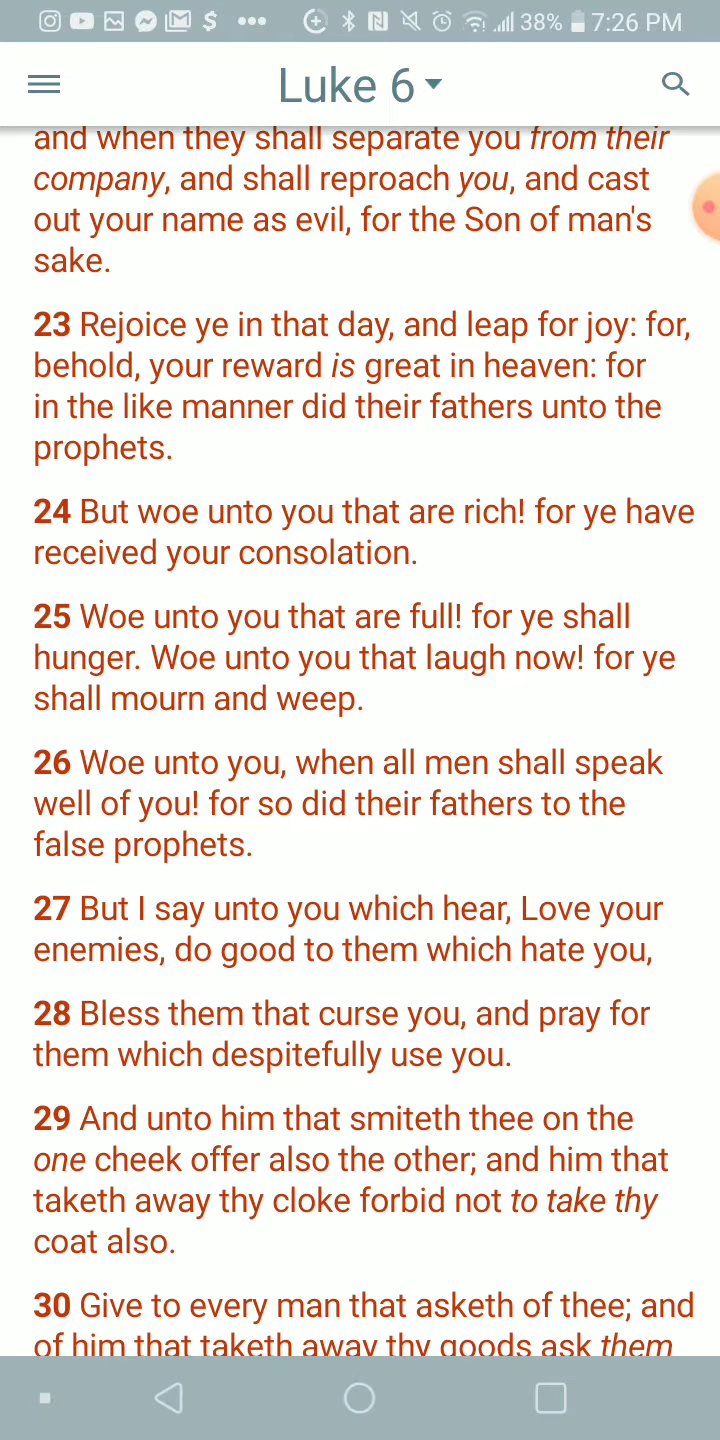 38% 7:26 PM
Luke 6
and when they shall separate you from their
company, and shall reproach you, and cast
out your name as evil, for the Son of man's
sake.
23 Rejoice ye in that day, and leap for joy: for,
behold, your reward is great in heaven: for
in the like manner did their fathers unto the
prophets.
24 But woe unto you that are rich! for ye have
received your consolation.
25 Woe unto you that are full! for ye shall
hunger. Woe unto you that laugh now! for ye
shall mourn and weep.
26 Woe unto you, when all men shall speak
well of you! for so did their fathers to the
false prophets.
27 But I say unto you which hear, Love your
enemies, do good to them which hate you,
28 Bless them that curse you, and pray for
them which despitefully use you.
29 And unto him that smiteth thee on the
one cheek offer also the other; and him that
taketh away thy cloke forbid not to take thy
coat also.
30 Give to every man that asketh of thee; and
of him that taketh away thy goods ask them